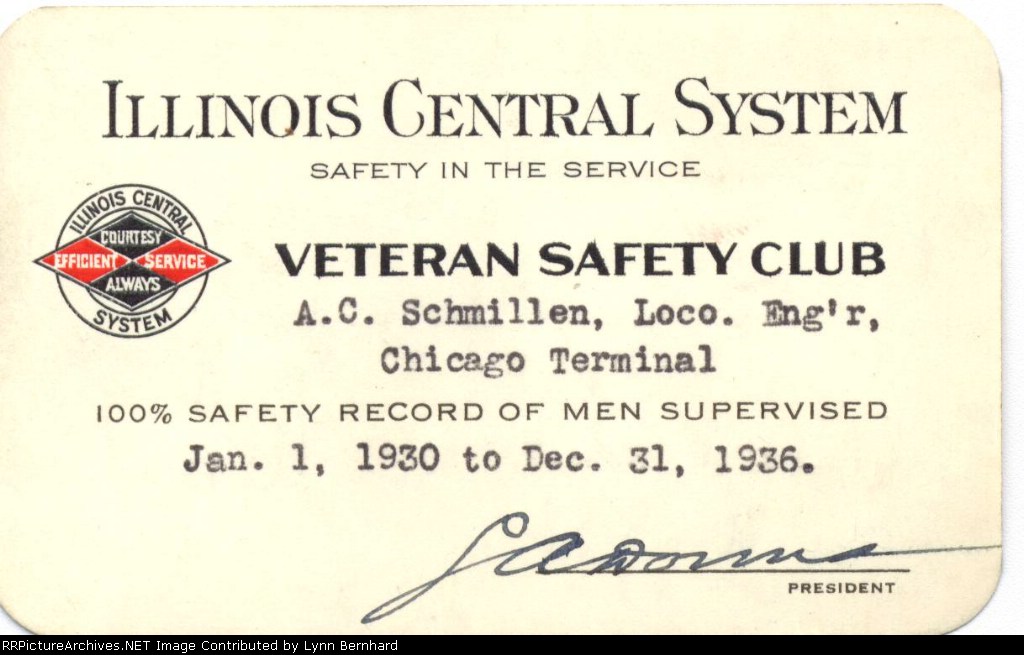 ILLINOIS CENTRAL SYSTEM
SAFETY IN THE SERVICE
ILLINOIS CENTRAL
COURTESY
EFFICIENT SERVICE
ALWAYS
SYSTEM
VETERAN SAFETY CLUB
A.C. Schmillen, Loco. Eng'r,
Chicago Terminal
100% SAFETY RECORD OF MEN SUPERVISED
Jan. 1, 1930 to Dec. 31, 1936.
PRESIDENT
RRPictureArchives.NET Image Contributed by Lynn Bernhard